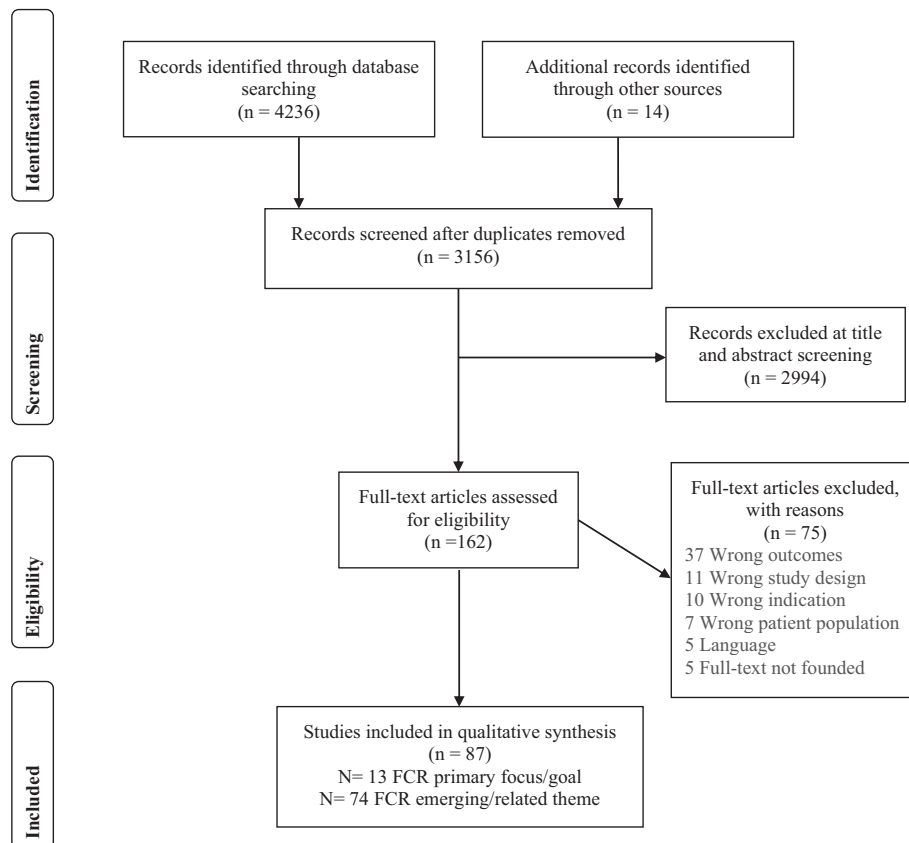 Identification
Records identified through database
searching
(n = 4236)
Additional records identified
through other sources
(n = 14)
Records screened after duplicates removed
(n = 3156)
Screening
Records excluded at title
and abstract screening
(n = 2994)
Eligibility
Full-text articles assessed
for eligibility
(n =162)
Full-text articles excluded,
with reasons
(n = 75)
37 Wrong outcomes
11 Wrong study design
10 Wrong indication
7 Wrong patient population
5 Language
5 Full-text not founded
Included
Studies included in qualitative synthesis
(n = 87)
N= 13 FCR primary focus/goal
N= 74 FCR emerging/related theme